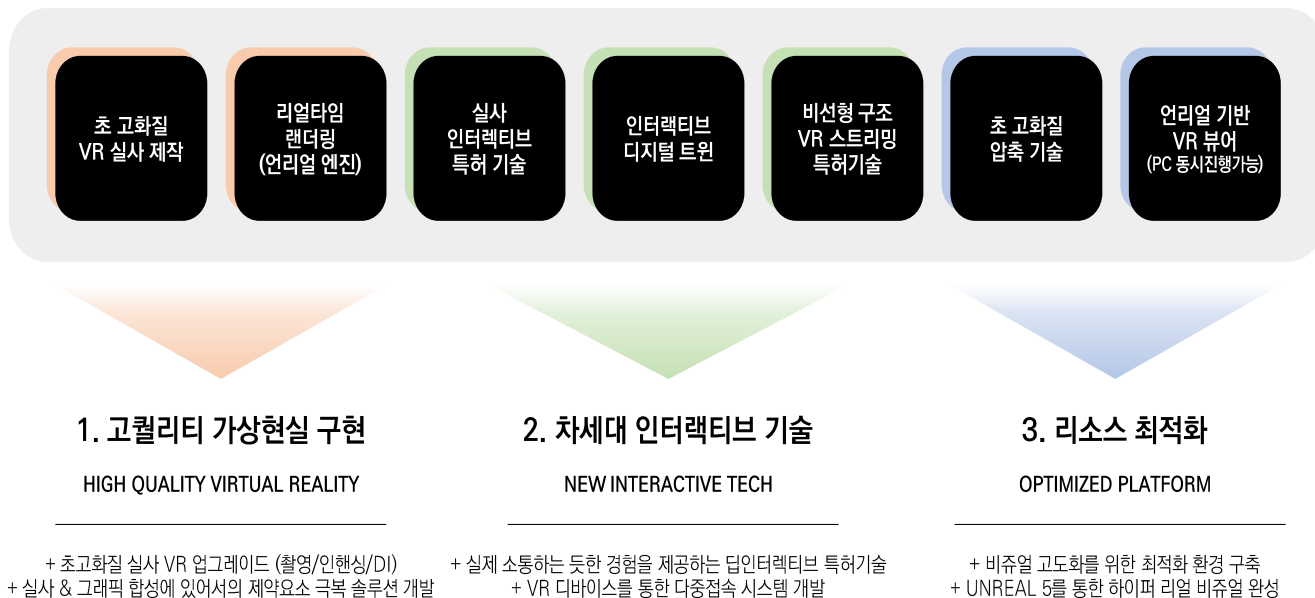 초 고화질
VR 실사 제작
리얼타임
랜더링
(언리얼 엔진)
실사
인터렉티브
특허 기술
인터랙티브
디지털 트윈
비선형 구조
VR 스트리밍
특허기술
초 고화질
압축 기술
언리얼 기반
VR 뷰어
(PC 동시진행가능)
1. 고퀄리티 가상현실 구현
HIGH QUALITY VIRTUAL REALITY
+ 초고화질 실사 VR 업그레이드 (촬영/인핸싱/DI)
+ 실사 & 그래픽 합성에 있어서의 제약요소 극복 솔루션 개발
2. 차세대 인터랙티브 기술
NEW INTERACTIVE TECH
+ 실제 소통하는 듯한 경험을 제공하는 딥인터렉티브 특허기술
+ VR 디바이스를 통한 다중접속 시스템 개발
3. 리소스 최적화
OPTIMIZED PLATFORM
+ 비쥬얼 고도화를 위한 최적화 환경 구축
+ UNREAL 5를 통한 하이퍼 리얼 비쥬얼 완성